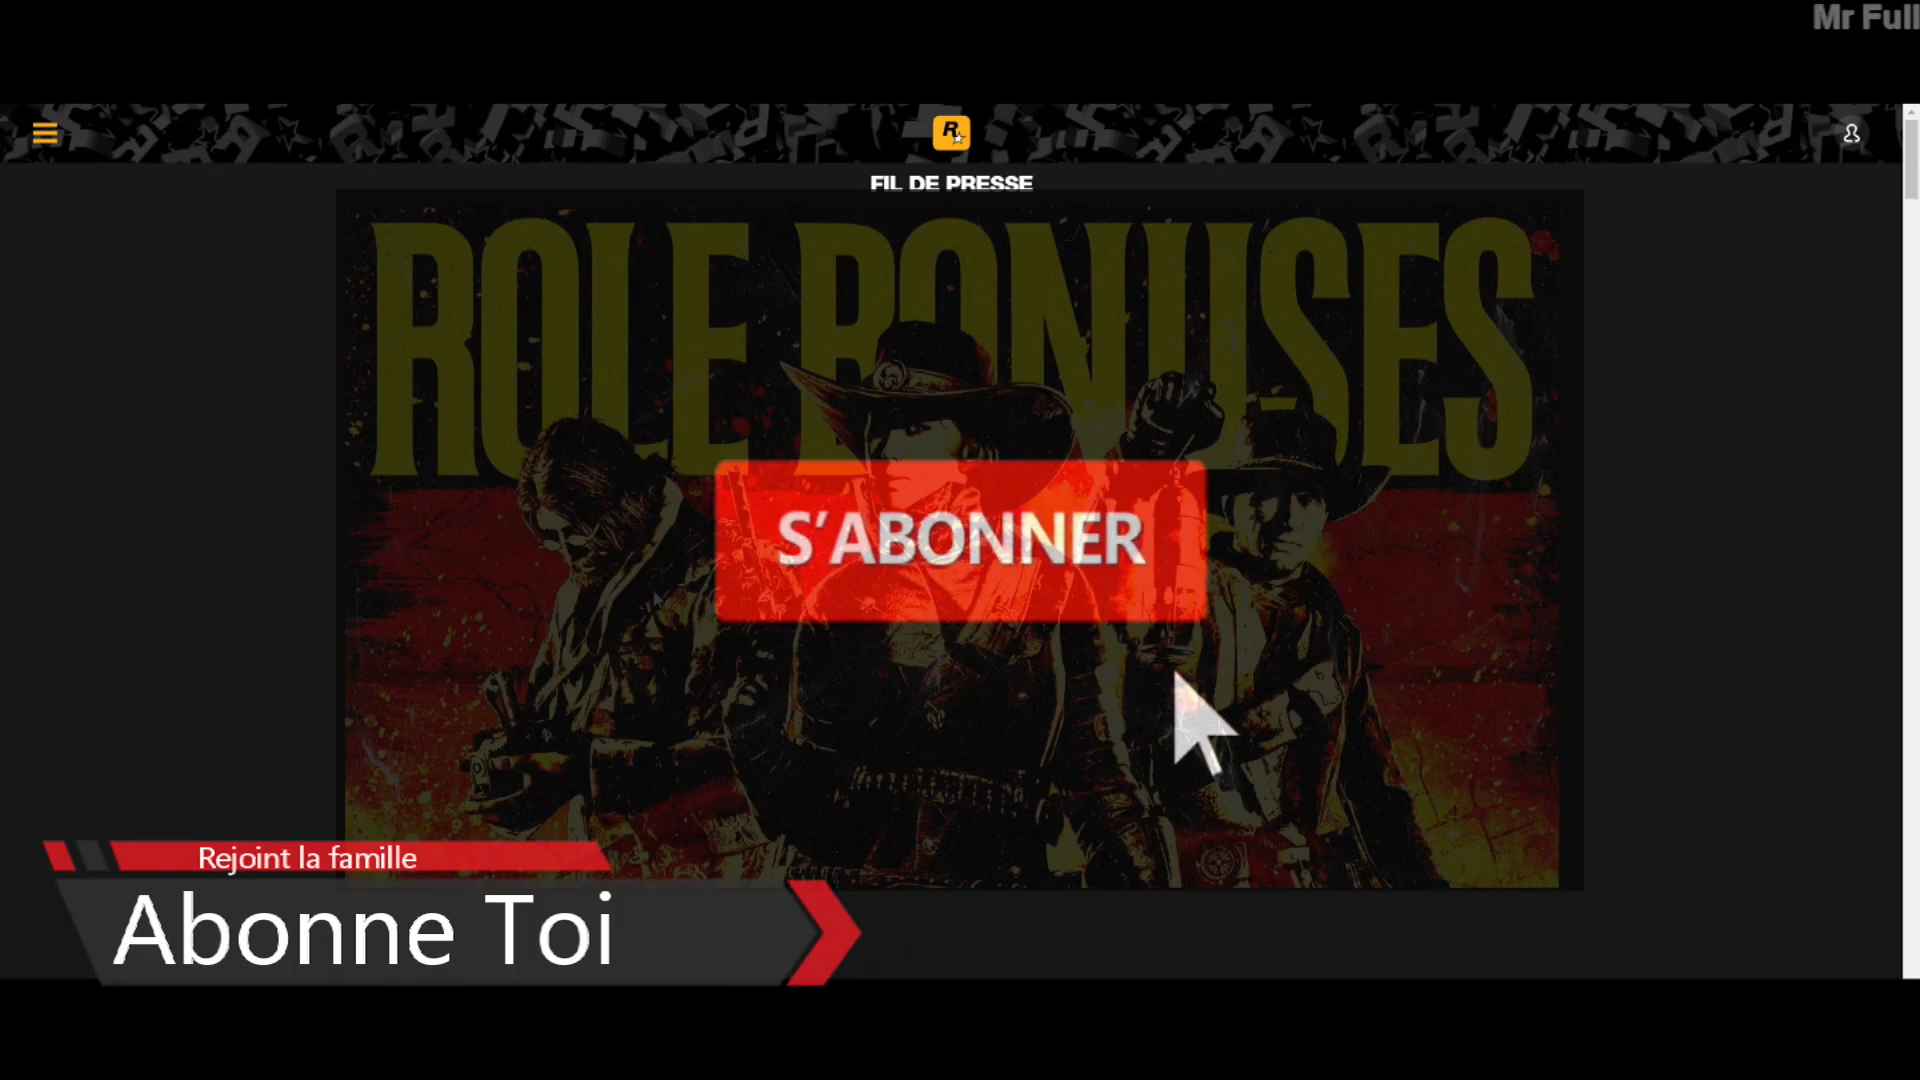 Mr Full
R
FIL DE PRESSE
ROLE BONUSES
S'ABONNER
Rejoint la famille
Abonne Toi